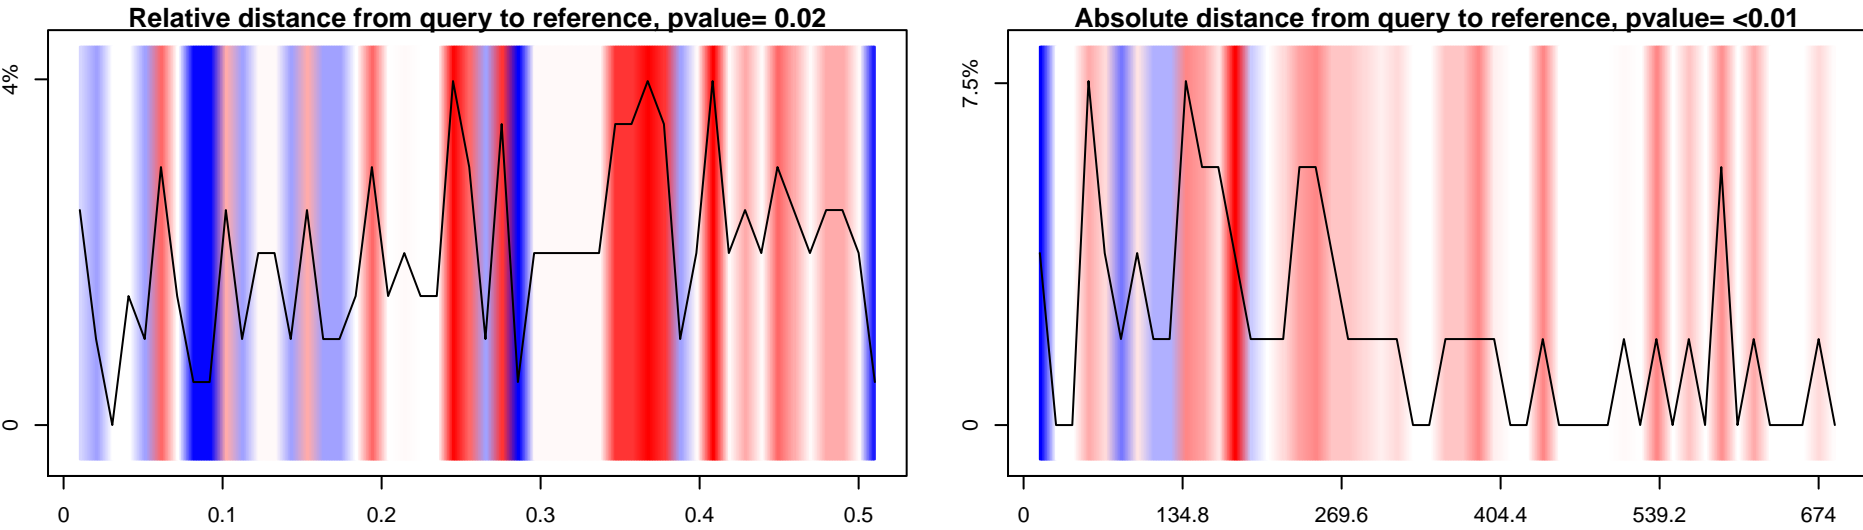 Relative distance from query to reference, pvalue= 0.02
4%
0
0 0.1 0.2 0.3 0.4 0.5
Absolute distance from query to reference, pvalue= <0.01
7.5%
0
0 134.8 269.6 404.4 539.2 674